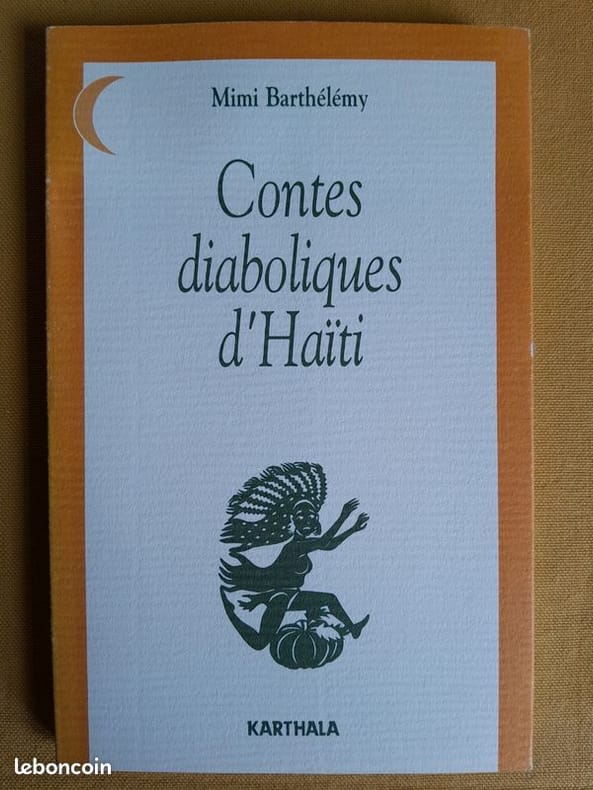 Mimi Barthélémy
Contes
diaboliques
d'Haïti
KARTHALA
leboncoin